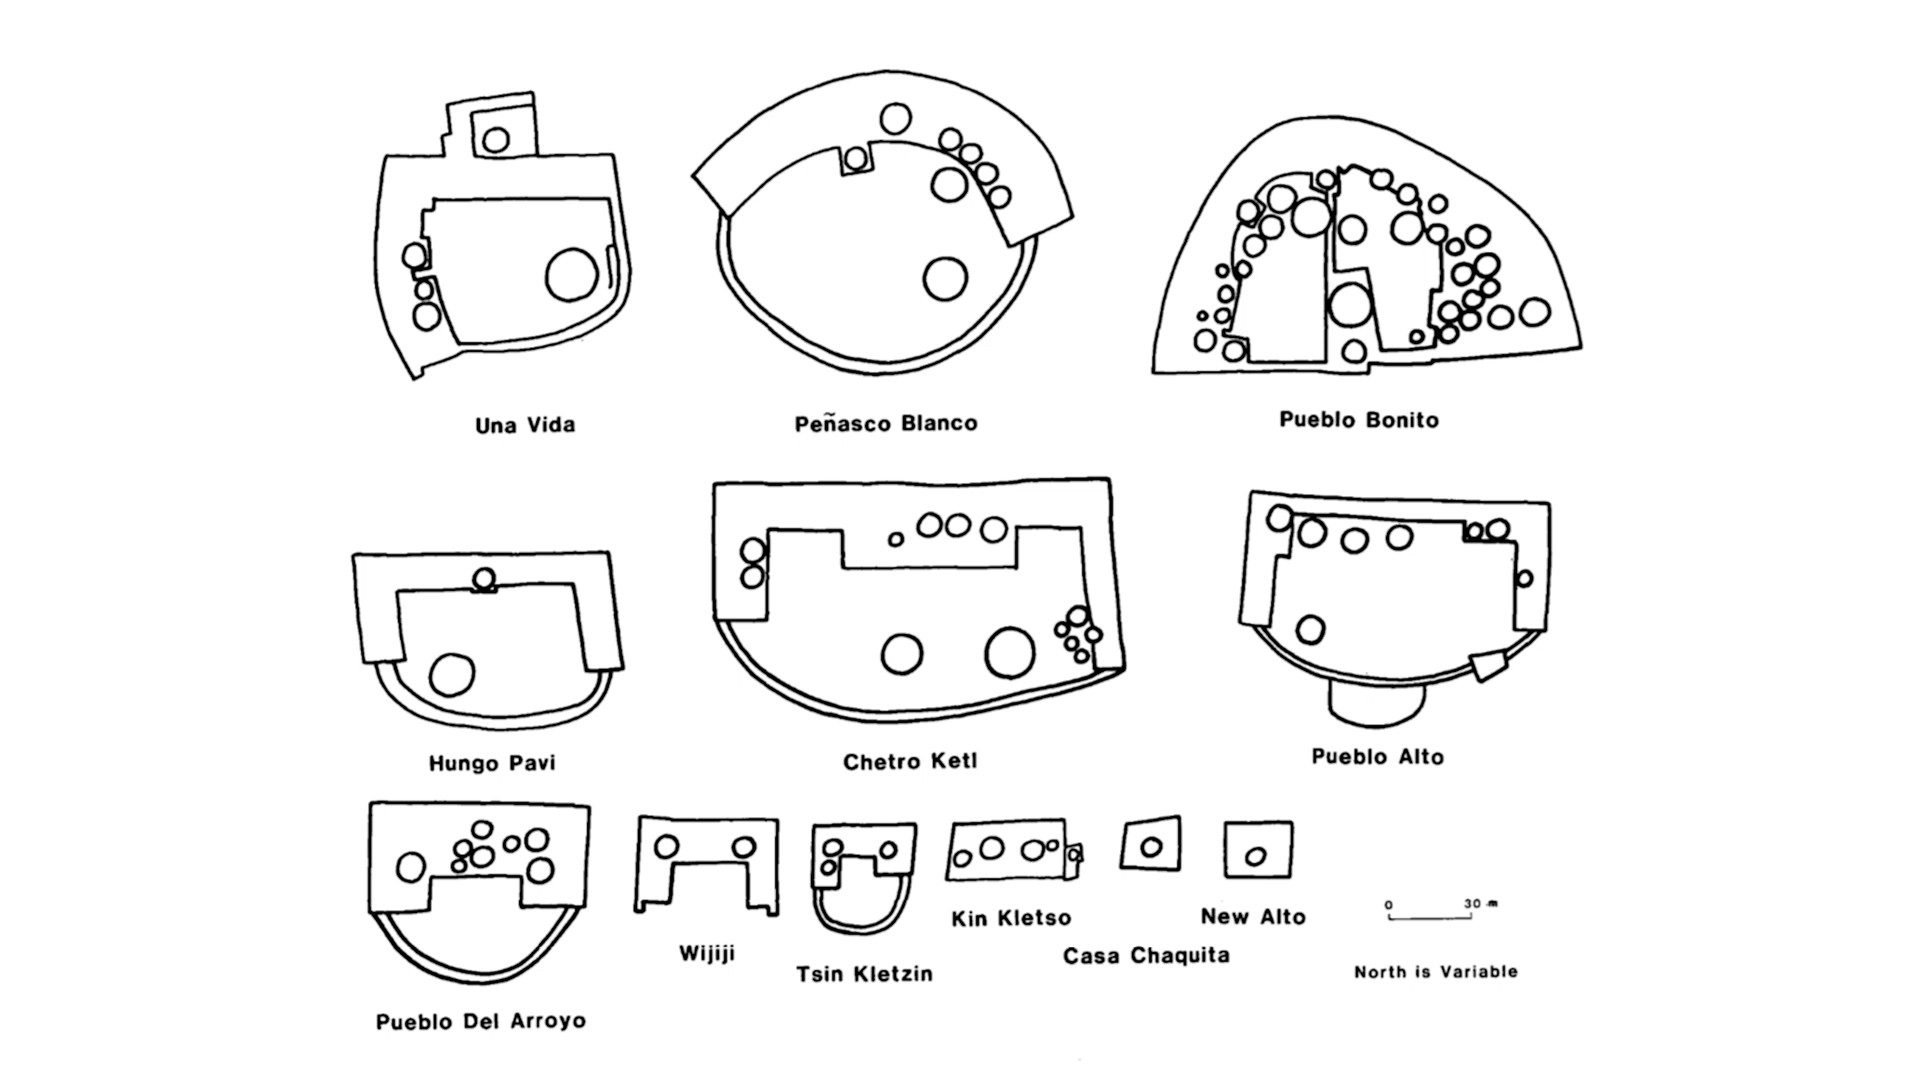 Una Vida
Peñasco Blanco
Pueblo Bonito
Hungo Pavi
Chetro Ketl
Pueblo Alto
Pueblo Del Arroyo
Wijiji
Tsin Kletzin
Kin Kletso
Casa Chaquita
New Alto
0 30 m
North is Variable